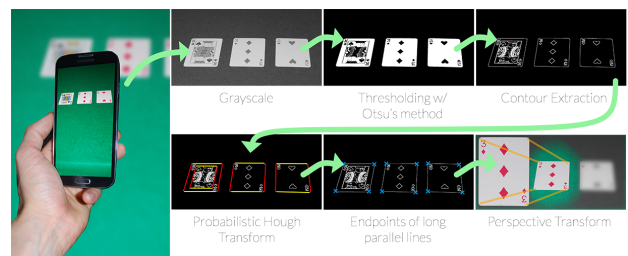 Grayscale
Thresholding w/
Otsu's method
Contour Extraction
Probabilistic Hough
Transform
Endpoints of long
parallel lines
Perspective Transform